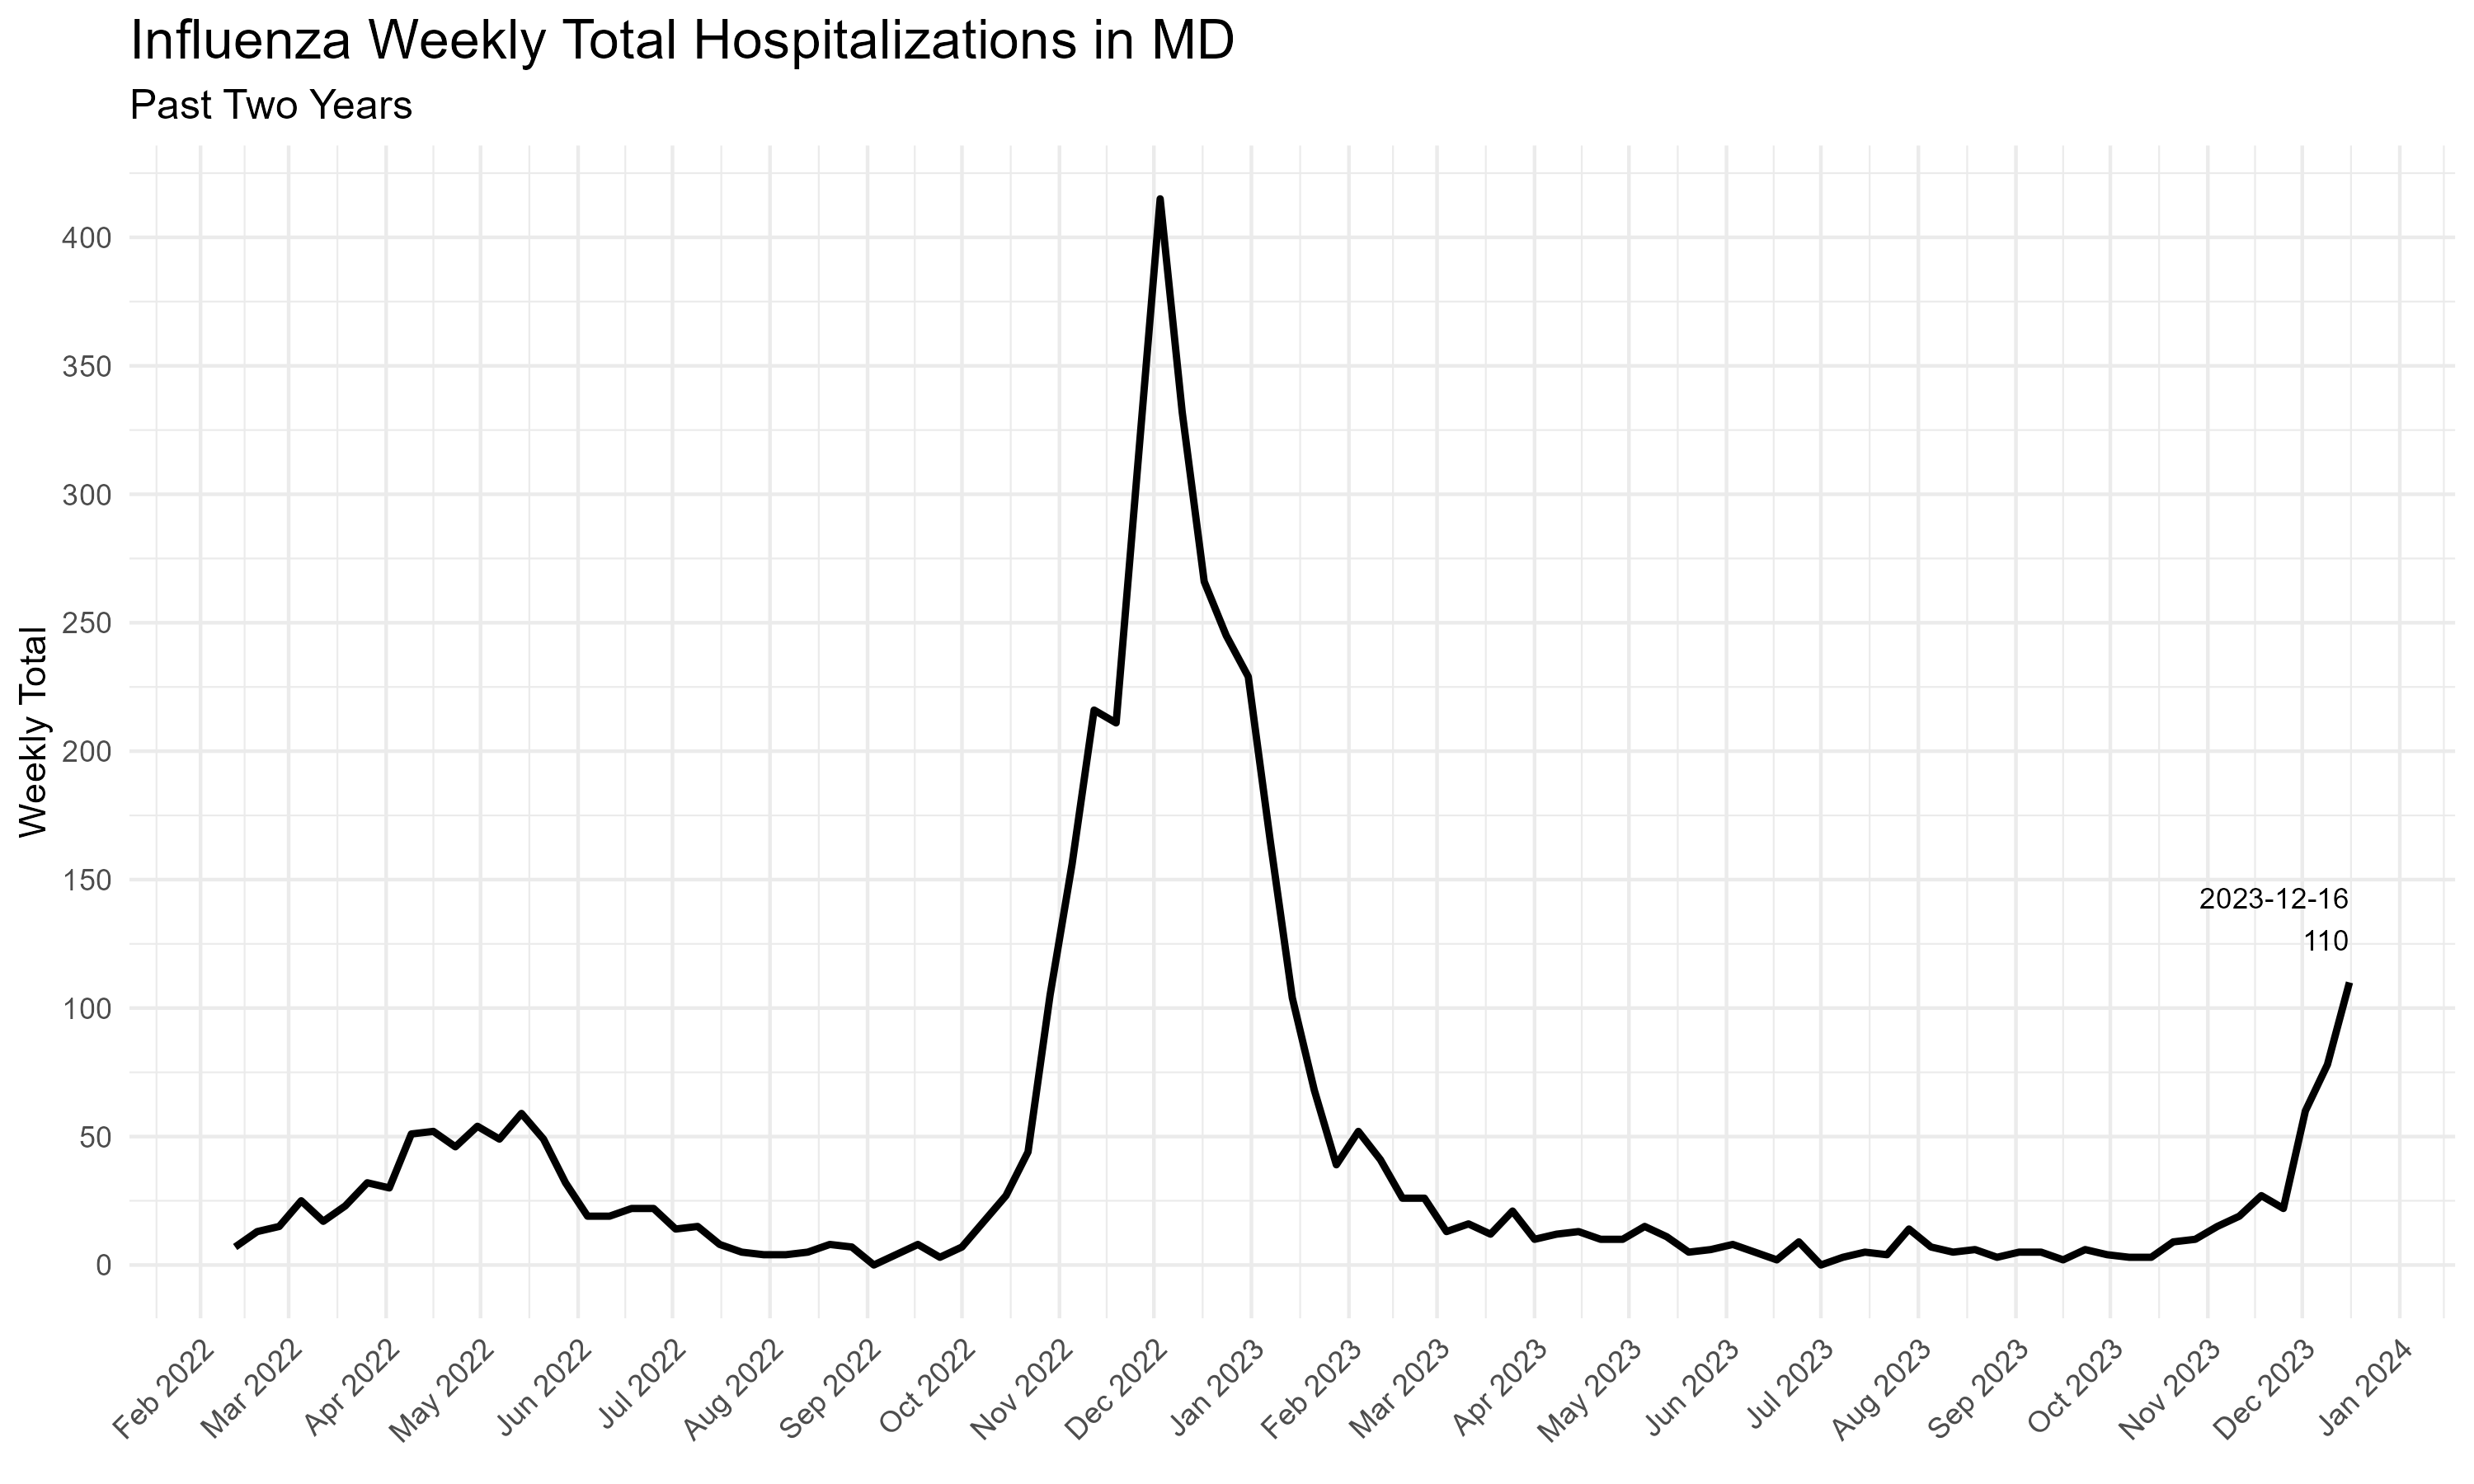 Influenza Weekly Total Hospitalizations in MD
Past Two Years
Weekly Total
400
350
300
250
200
150
100
50
0
2023-12-16
110
Feb 2022
Mar 2022
Apr 2022
May 2022
Jun 2022
Jul 2022
Aug 2022
Sep 2022
Oct 2022
Nov 2022
Dec 2022
Jan 2023
Feb 2023
Mar 2023
Apr 2023
May 2023
Jun 2023
Jul 2023
Aug 2023
Sep 2023
Oct 2023
Nov 2023
Dec 2023
Jan 2024